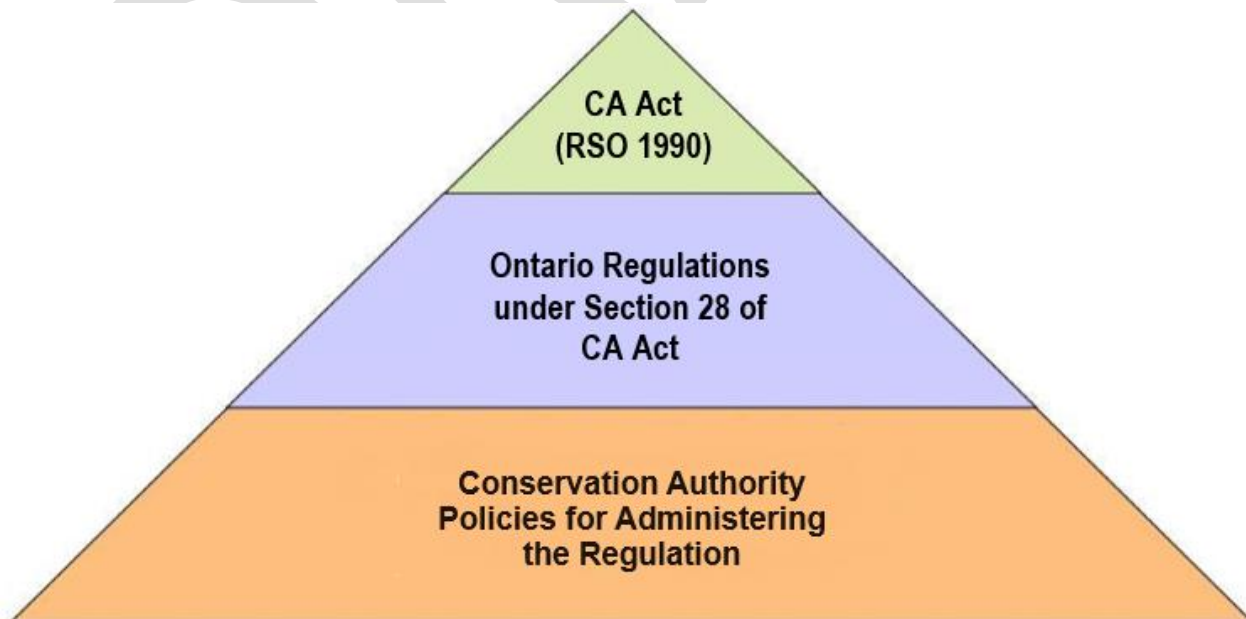 CA Act
(RSO 1990)
Ontario Regulations
under Section 28 of
CA Act
Conservation Authority
Policies for Administering
the Regulation